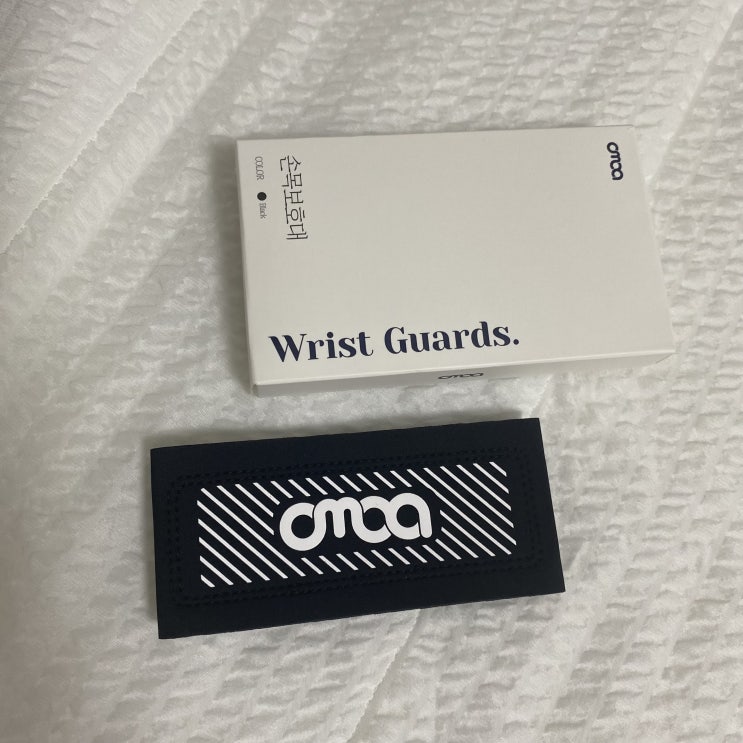 omoa
손목보호대
COLOR ● Black
Wrist Guards.
omoa
omoa